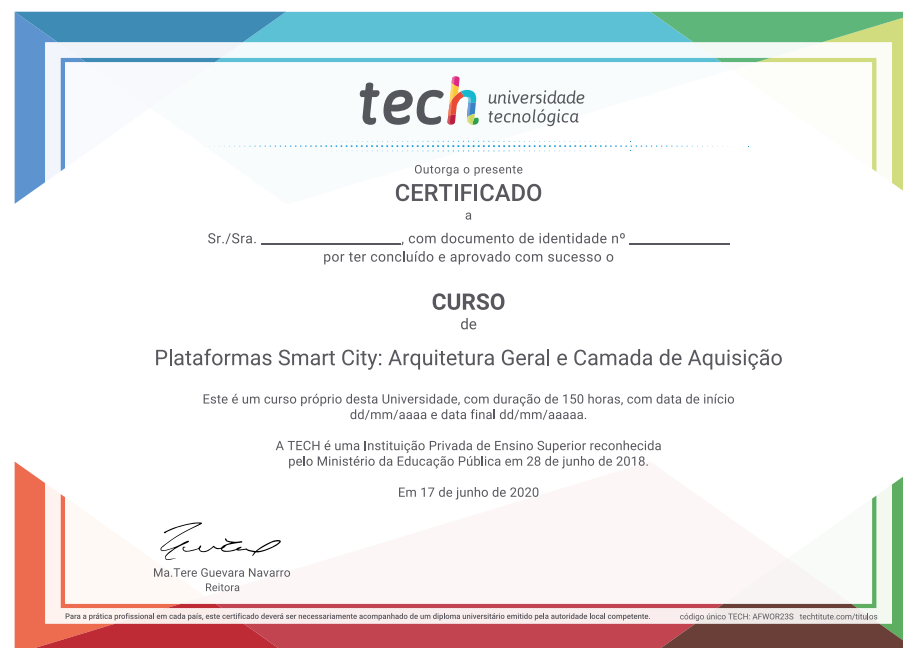 tech universidade
tecnológica
Outorga o presente
CERTIFICADO
a
Sr./Sra. ____________________, com documento de identidade nº ______________
por ter concluído e aprovado com sucesso o
CURSO
de
Plataformas Smart City: Arquitetura Geral e Camada de Aquisição
Este é um curso próprio desta Universidade, com duração de 150 horas, com data de início
dd/mm/aaaa e data final dd/mm/aaaaa.
A TECH é uma Instituição Privada de Ensino Superior reconhecida
pelo Ministério da Educação Pública em 28 de junho de 2018.
Em 17 de junho de 2020
Ma.Tere Guevara Navarro
Reitora
Para a prática profissional em cada país, este certificado deverá ser necessariamente acompanhado de um diploma universitário emitido pela autoridade local competente. código único TECH: AFWOR23S techtitute.com/titulos